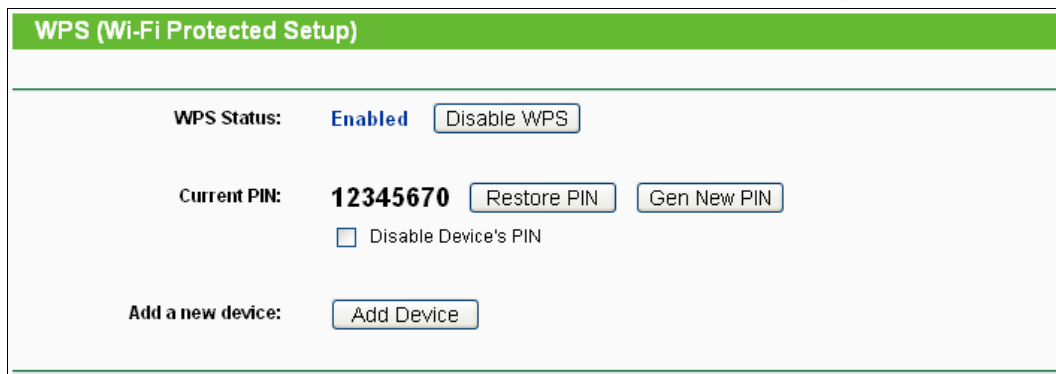 WPS (Wi-Fi Protected Setup)
WPS Status: Enabled Disable WPS
Current PIN: 12345670 Restore PIN Gen New PIN
Disable Device's PIN
Add a new device: Add Device